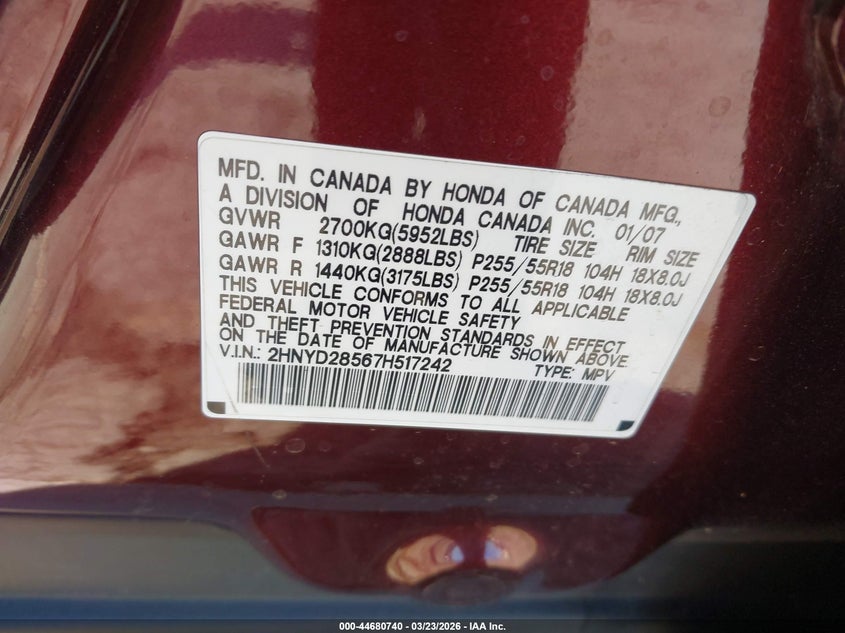 MFD. IN CANADA BY HONDA OF CANADA MFG.,
A DIVISION OF HONDA CANADA INC. 01/07
GVWR 2700KG(5952LBS) TIRE SIZE RIM SIZE
GAWR F 1310KG(2888LBS) P255/55R18 104H 18X8.0J
GAWR R 1440KG(3175LBS) P255/55R18 104H 18X8.0J
THIS VEHICLE CONFORMS TO ALL APPLICABLE
FEDERAL MOTOR VEHICLE SAFETY
AND THEFT PREVENTION STANDARDS IN EFFECT
ON THE DATE OF MANUFACTURE SHOWN ABOVE.
V.I.N.: 2HNYD28567H517242 TYPE: MPV
000-44680740 - 03/23/2026 - IAA Inc.